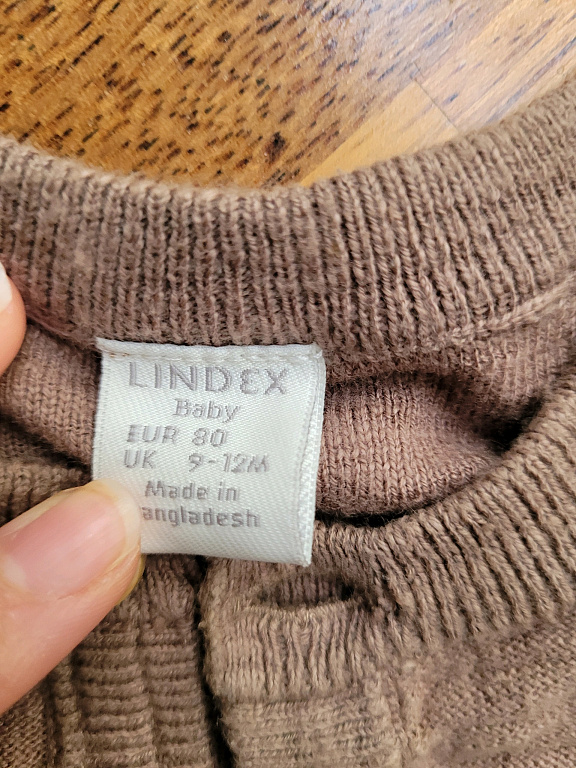 LINDEX
Baby
EUR 80
UK 9-12M
Made in
angladesh